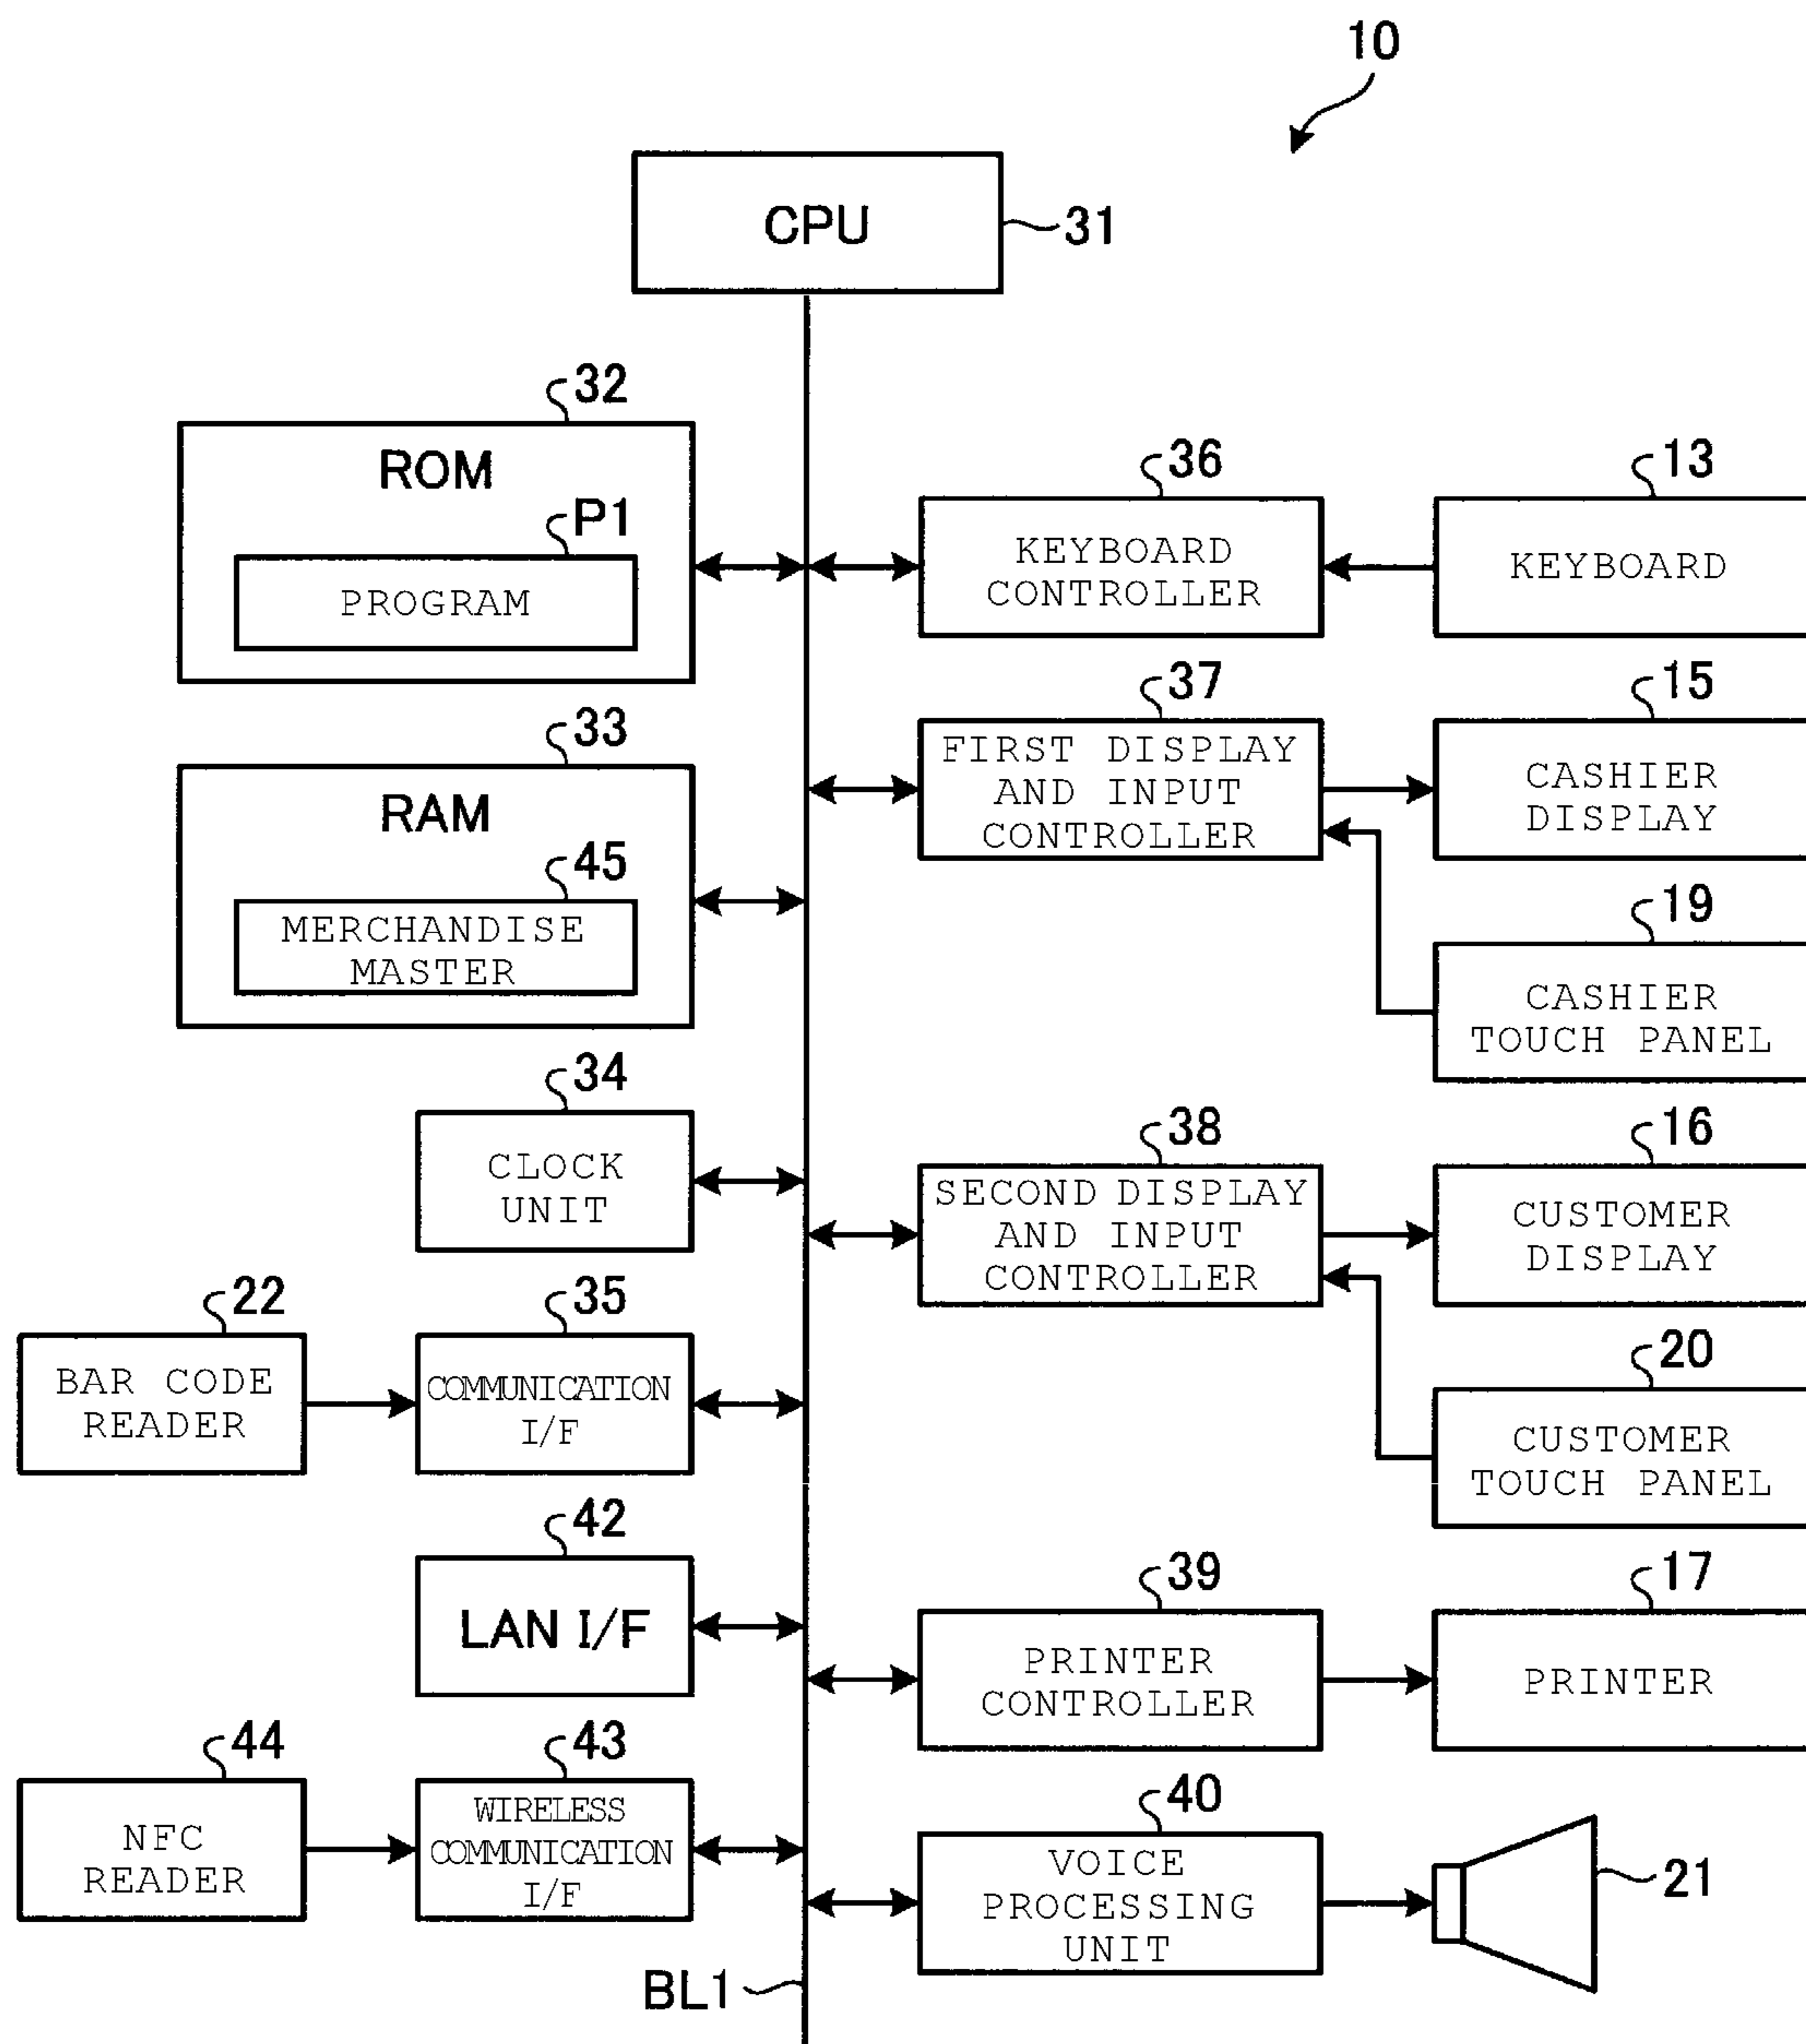 10
CPU
31
32
ROM
P1
PROGRAM
33
RAM
45
MERCHANDISE
MASTER
34
CLOCK
UNIT
22
BAR CODE
READER
35
COMMUNICATION
I/F
42
LAN I/F
44
NFC
READER
43
WIRELESS
COMMUNICATION
I/F
BL1
36
KEYBOARD
CONTROLLER
13
KEYBOARD
37
FIRST DISPLAY
AND INPUT
CONTROLLER
15
CASHIER
DISPLAY
19
CASHIER
TOUCH PANEL
38
SECOND DISPLAY
AND INPUT
CONTROLLER
16
CUSTOMER
DISPLAY
20
CUSTOMER
TOUCH PANEL
39
PRINTER
CONTROLLER
17
PRINTER
40
VOICE
PROCESSING
UNIT
21